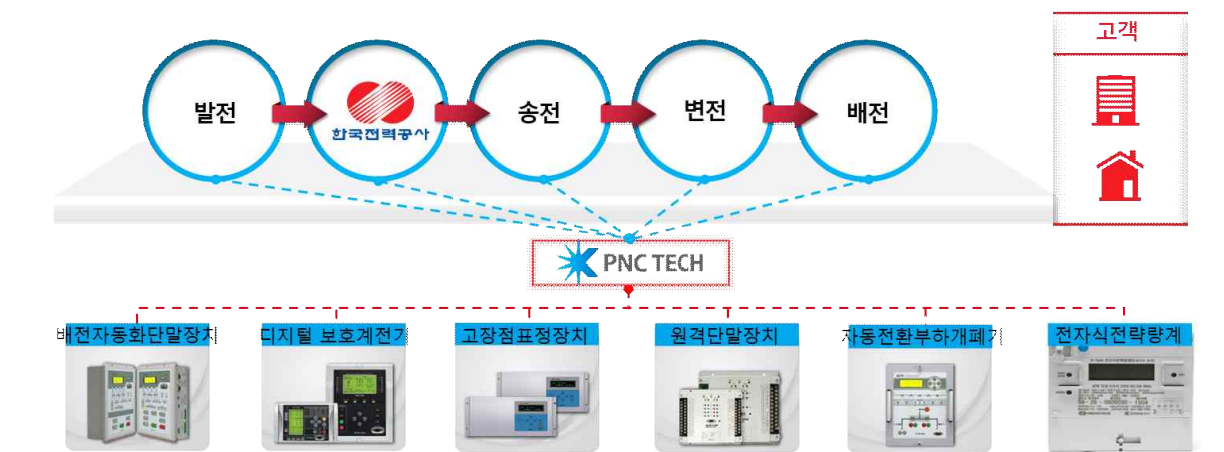 고객
발전
한국전력공사
송전
변전
배전
PNC TECH
배전자동화단말장치
디지털 보호계전기
고장점표정장치
원격단말장치
자동전환부하개폐기
전자식전략량계